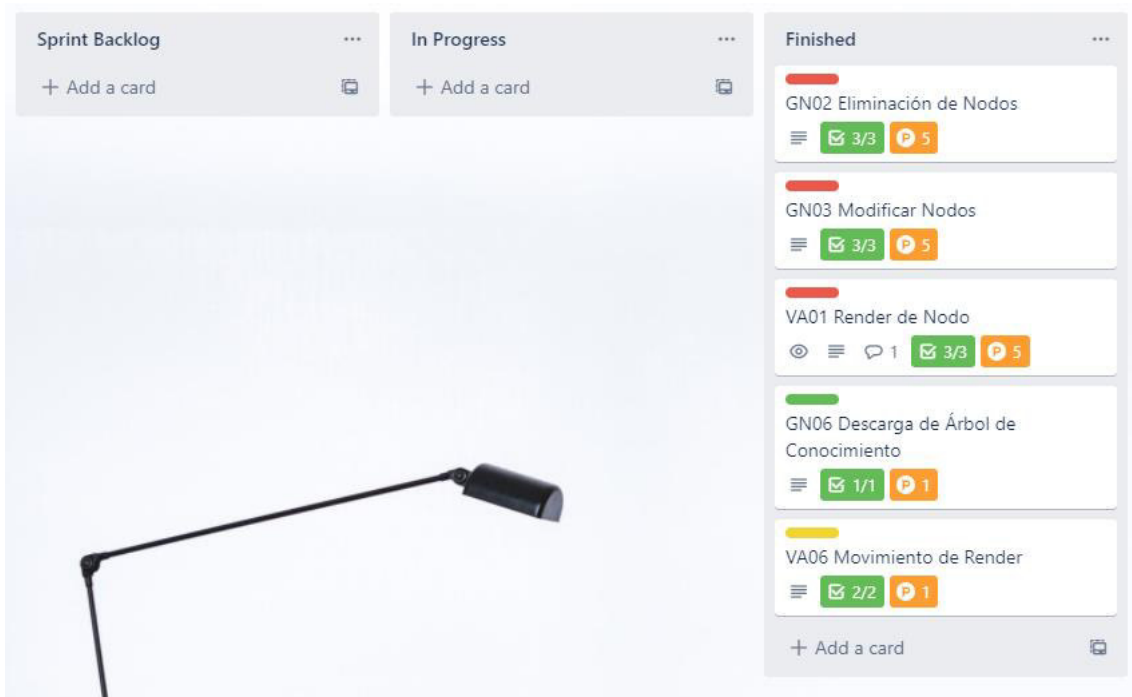 Sprint Backlog
+ Add a card
In Progress
+ Add a card
Finished
GN02 Eliminación de Nodos
3/3 P 5
GN03 Modificar Nodos
3/3 P 5
VA01 Render de Nodo
1 3/3 P 5
GN06 Descarga de Árbol de
Conocimiento
1/1 P 1
VA06 Movimiento de Render
2/2 P 1
+ Add a card